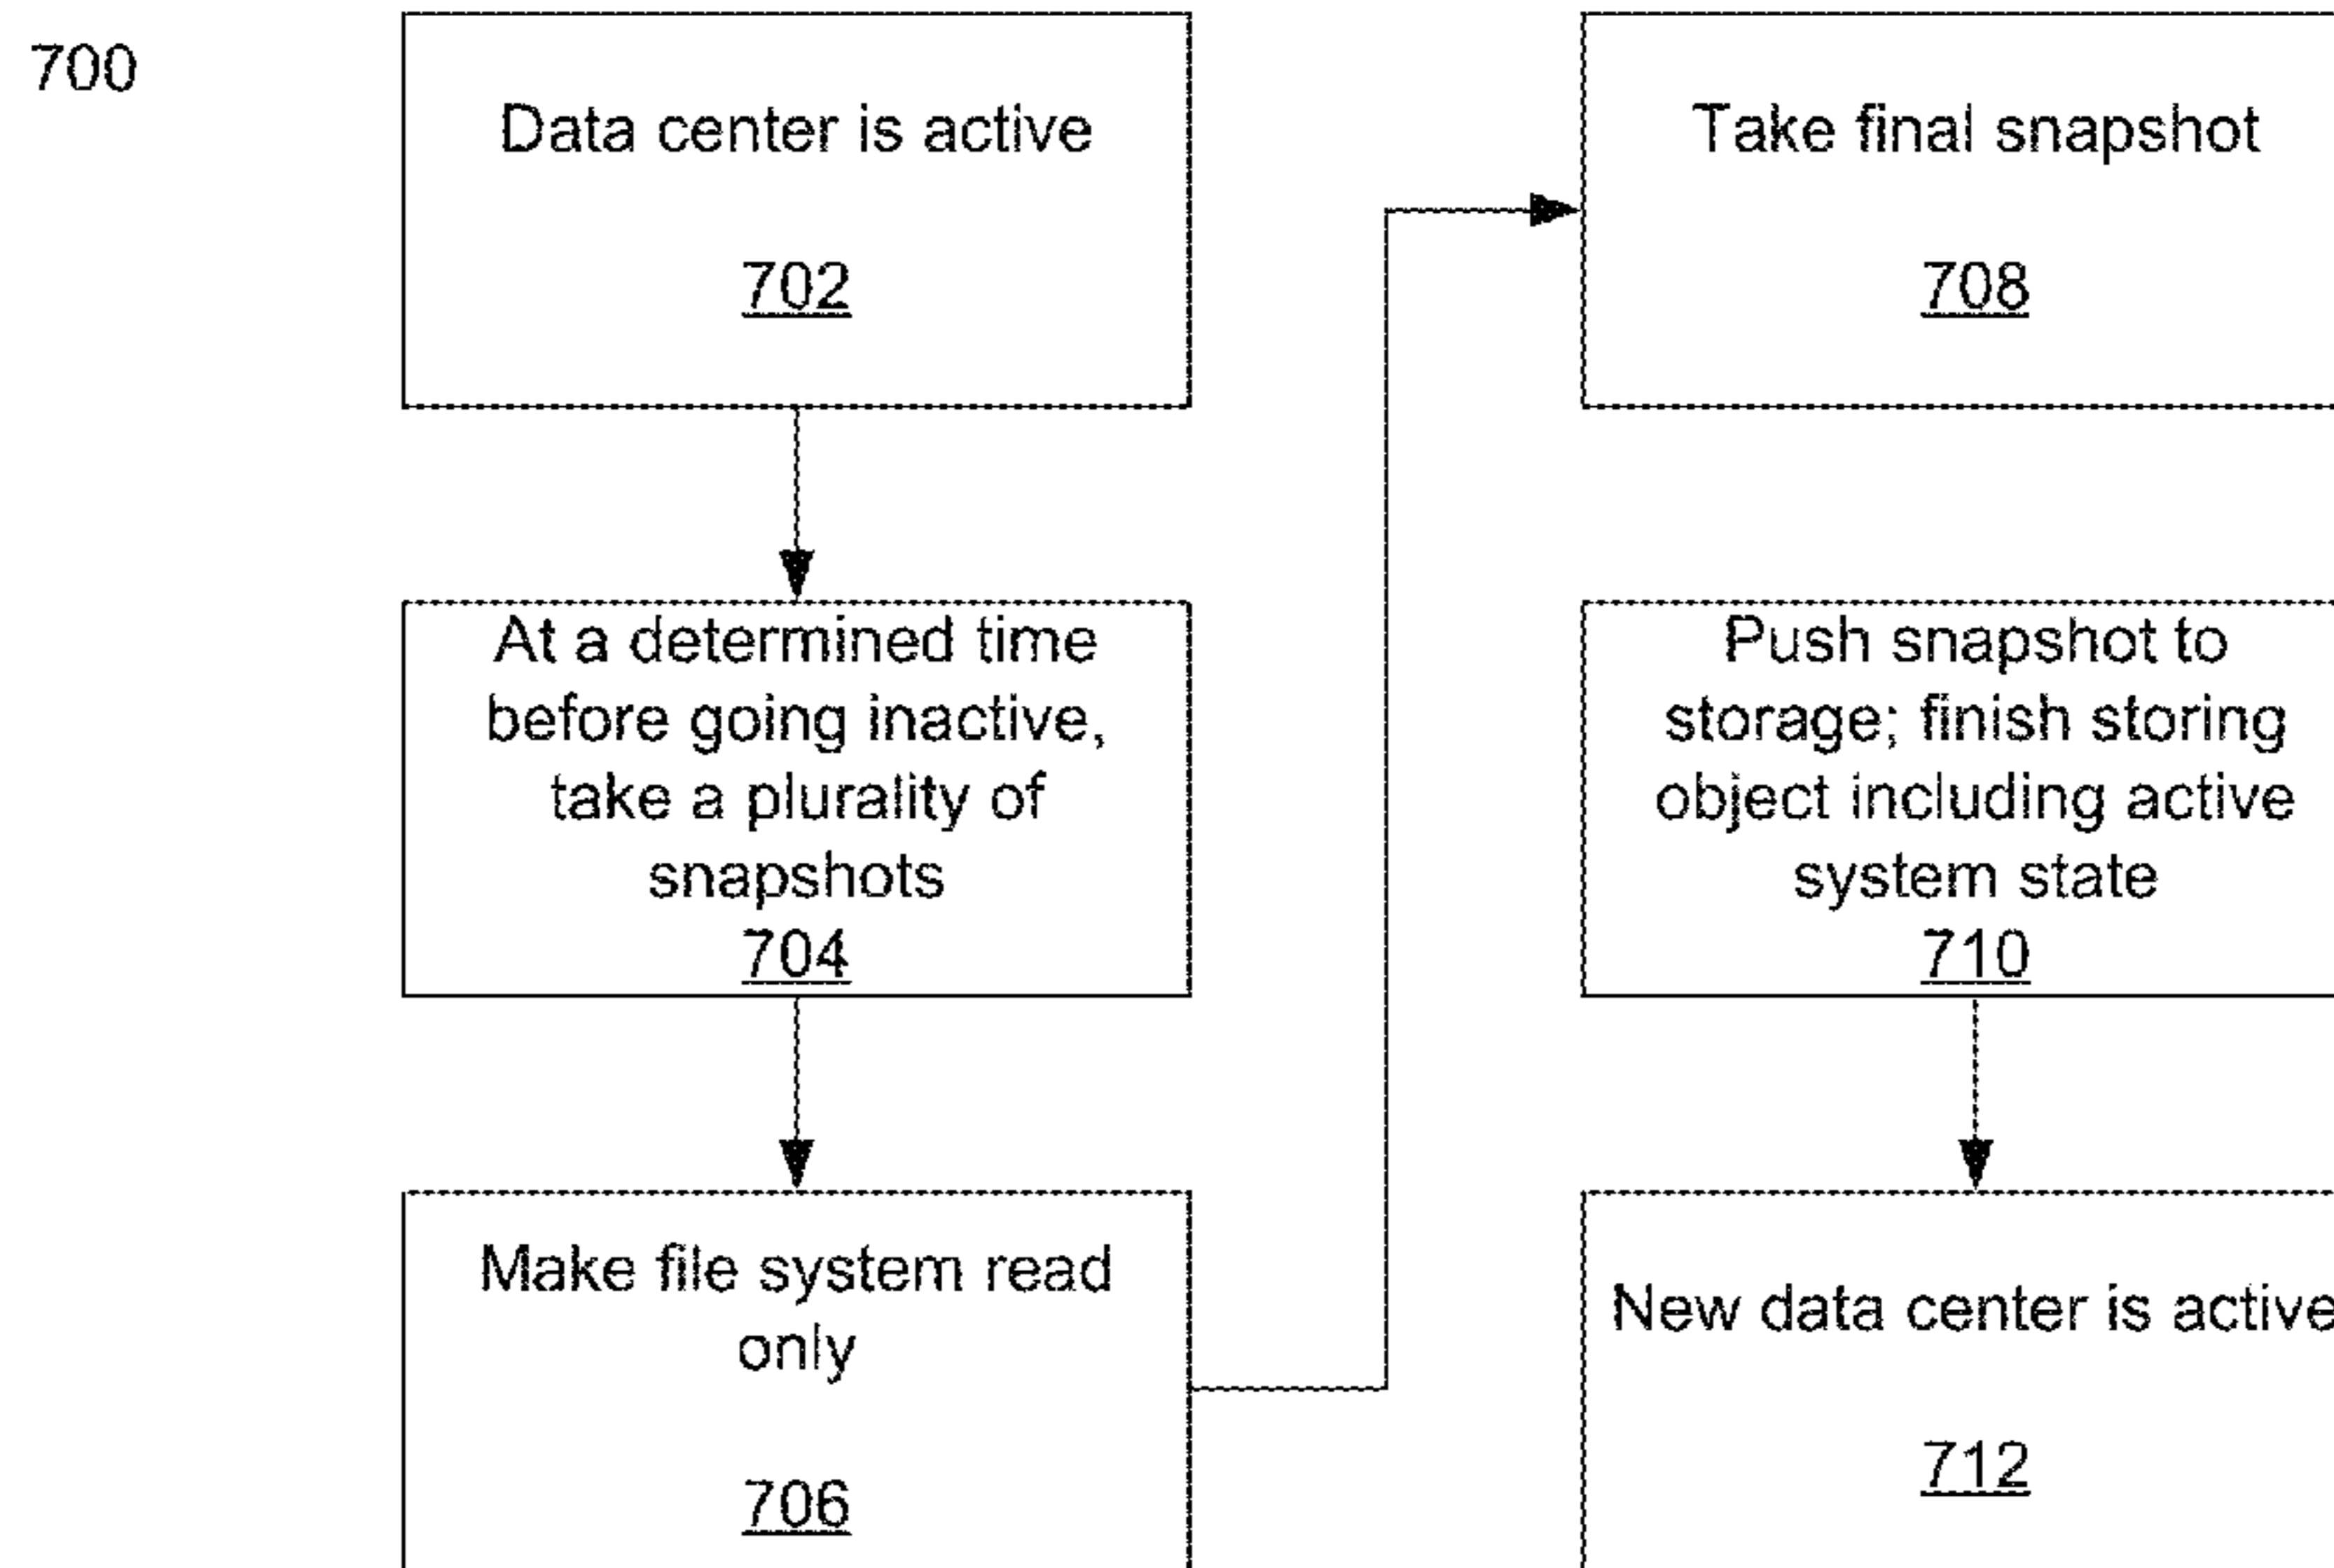 700
Data center is active
702
At a determined time
before going inactive,
take a plurality of
snapshots
704
Make file system read
only
706
Take final snapshot
708
Push snapshot to
storage; finish storing
object including active
system state
710
New data center is active
712